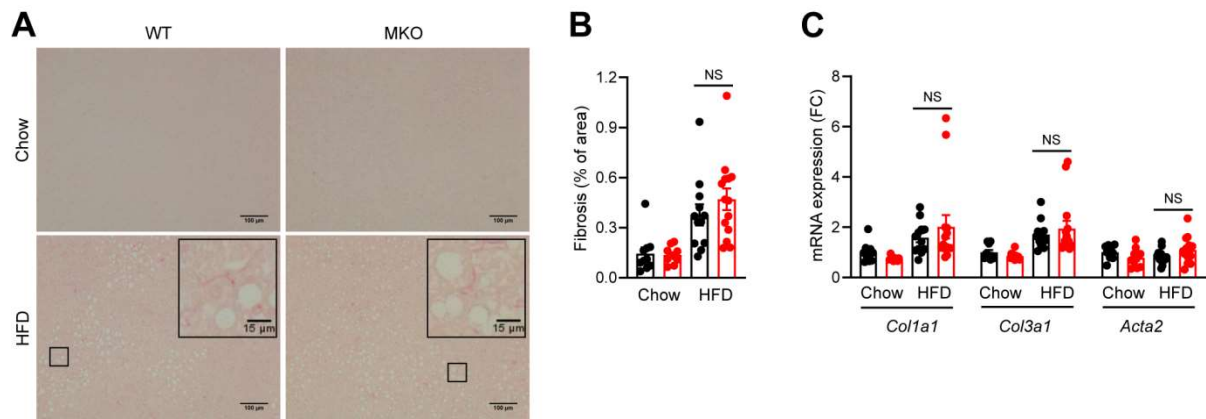 A
WT
MKO
Chow
100 µm
100 µm
HFD
15 µm
100 µm
15 µm
100 µm
B
Fibrosis (% of area)
1.2
0.9
0.6
0.3
0.0
NS
Chow
HFD
C
mRNA expression (FC)
8
6
4
2
0
NS
NS
NS
Chow HFD Chow HFD Chow HFD
Col1a1 Col3a1 Acta2